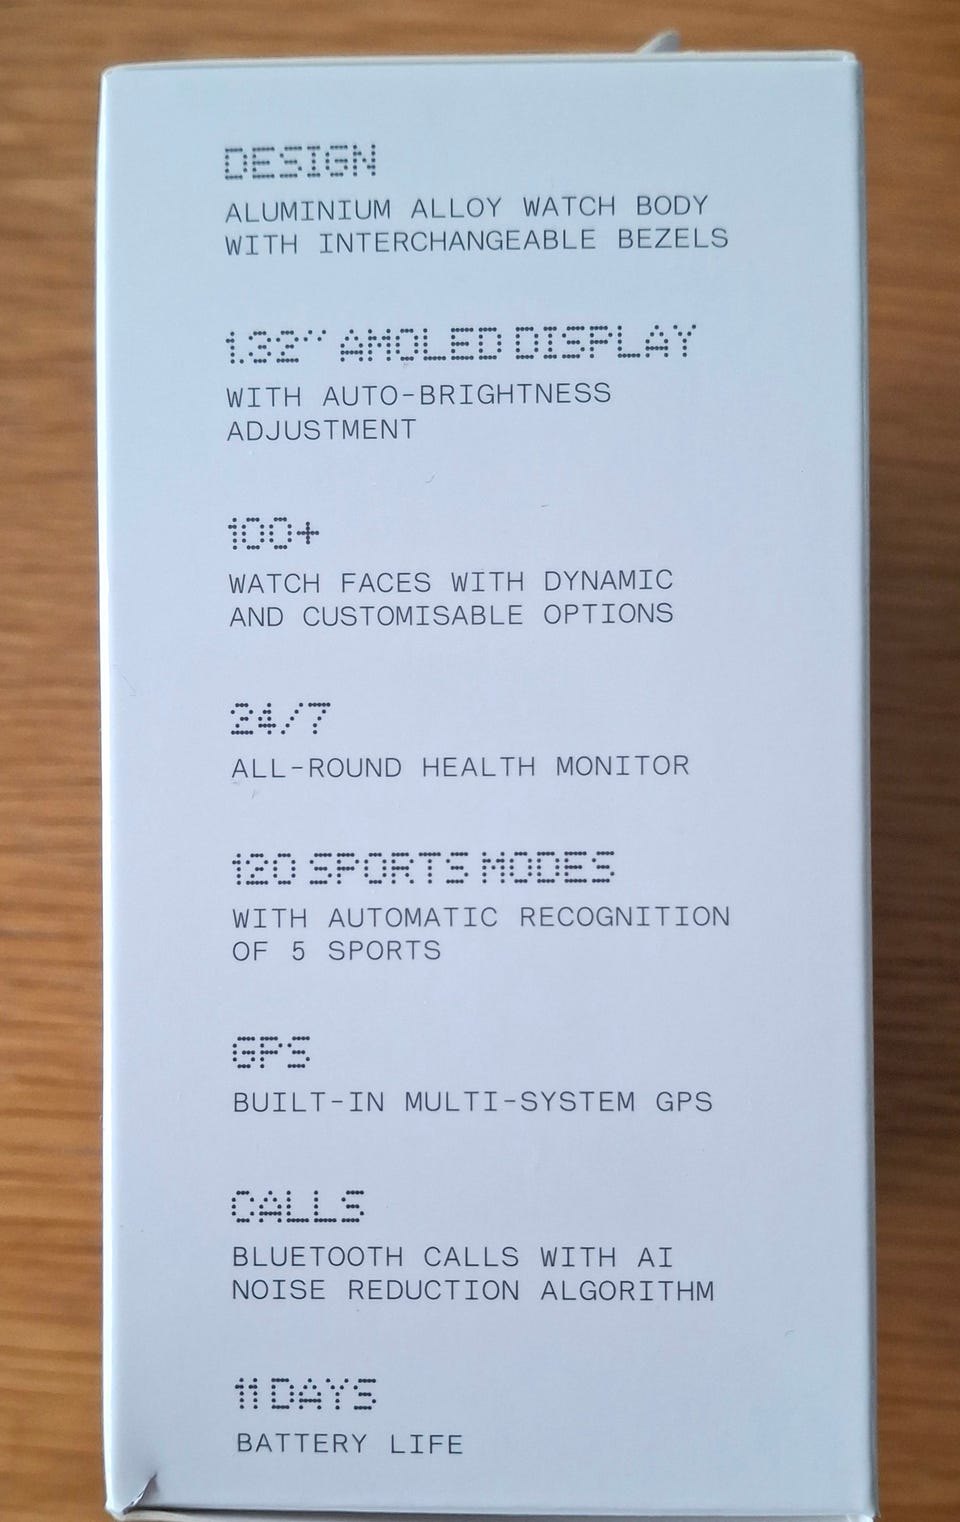 DESIGN
ALUMINIUM ALLOY WATCH BODY
WITH INTERCHANGEABLE BEZELS
1.32" AMOLED DISPLAY
WITH AUTO-BRIGHTNESS
ADJUSTMENT
100+
WATCH FACES WITH DYNAMIC
AND CUSTOMISABLE OPTIONS
24/7
ALL-ROUND HEALTH MONITOR
120 SPORTS MODES
WITH AUTOMATIC RECOGNITION
OF 5 SPORTS
GPS
BUILT-IN MULTI-SYSTEM GPS
CALLS
BLUETOOTH CALLS WITH AI
NOISE REDUCTION ALGORITHM
11 DAYS
BATTERY LIFE